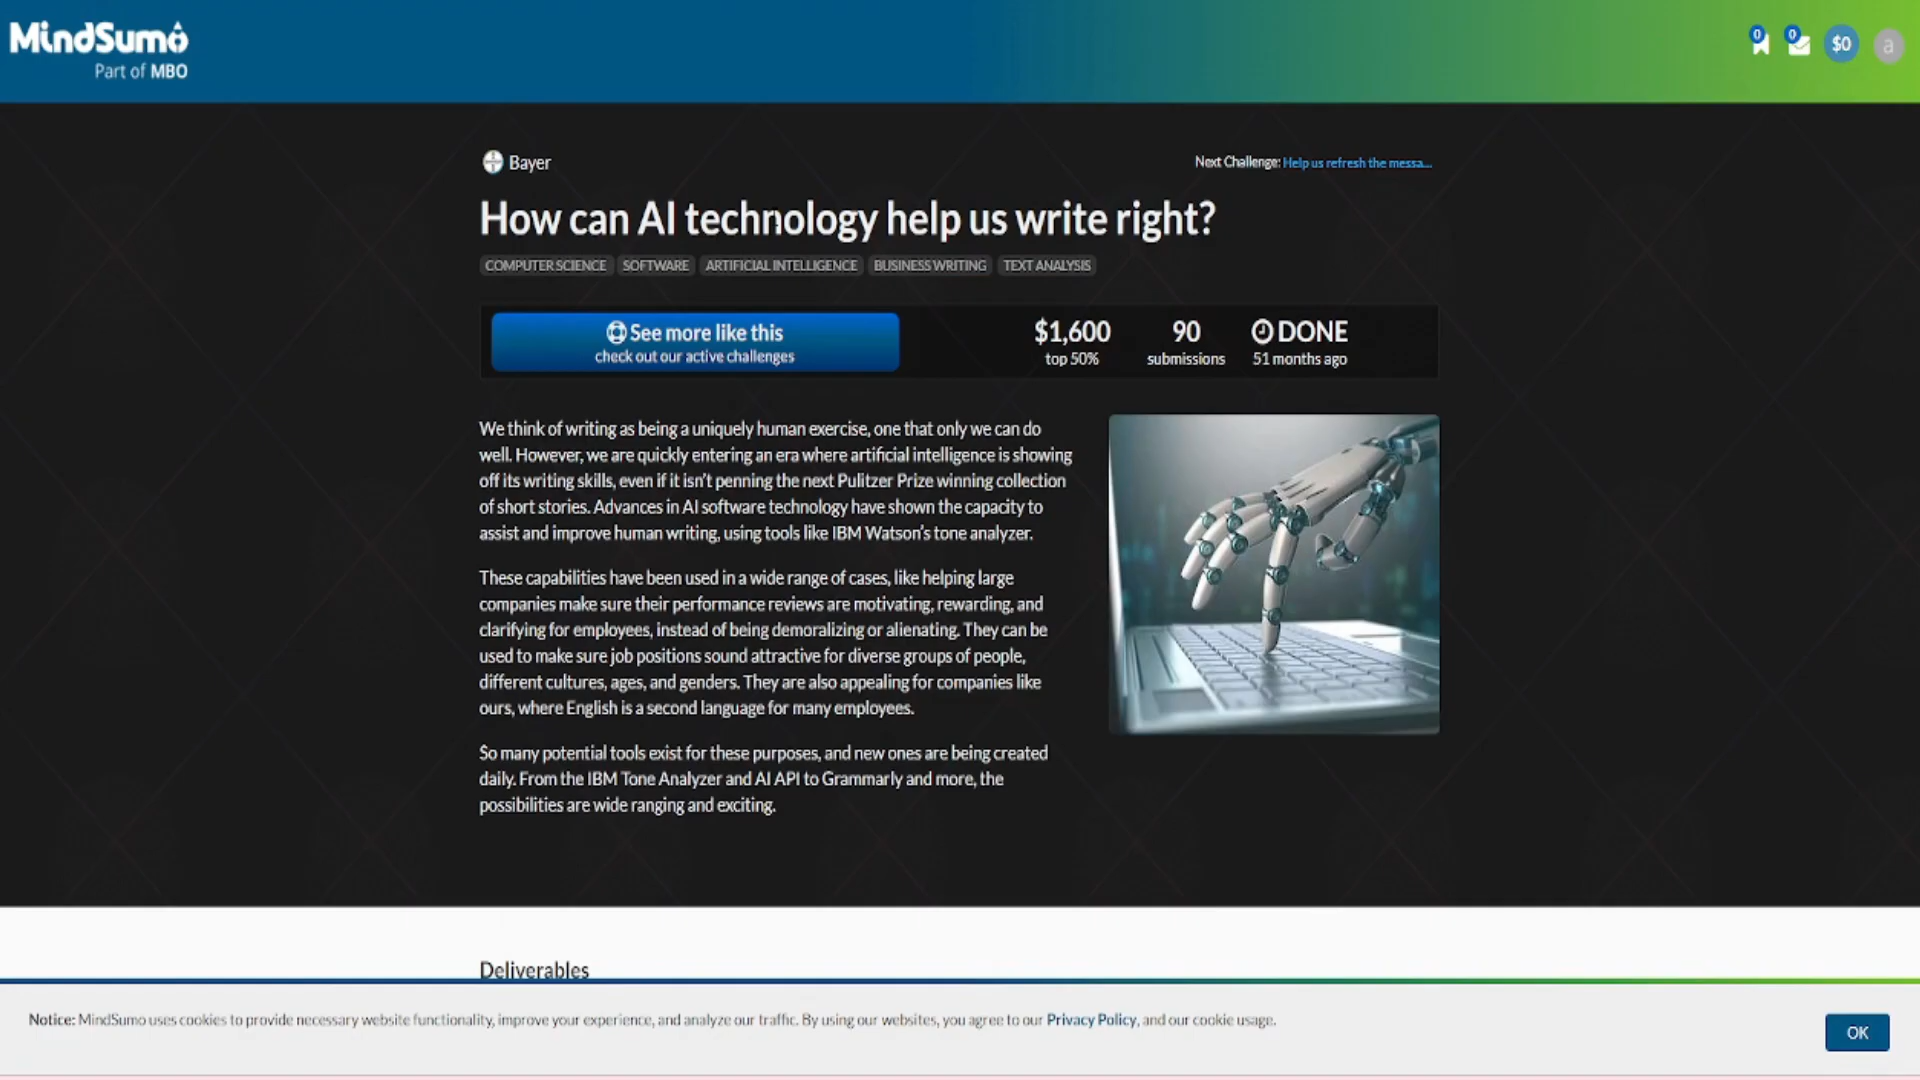 MindSumo
Part of MBO
0
0
$0
a
Bayer
Next Challenge: Help us refresh the messa...
How can AI technology help us write right?
COMPUTER SCIENCE
SOFTWARE
ARTIFICIAL INTELLIGENCE
BUSINESS WRITING
TEXT ANALYSIS
See more like this
check out our active challenges
$1,600
top 50%
90
submissions
DONE
51 months ago
We think of writing as being a uniquely human exercise, one that only we can do
well. However, we are quickly entering an era where artificial intelligence is showing
off its writing skills, even if it isn't penning the next Pulitzer Prize winning collection
of short stories. Advances in AI software technology have shown the capacity to
assist and improve human writing, using tools like IBM Watson's tone analyzer.
These capabilities have been used in a wide range of cases, like helping large
companies make sure their performance reviews are motivating, rewarding, and
clarifying for employees, instead of being demoralizing or alienating. They can be
used to make sure job positions sound attractive for diverse groups of people,
different cultures, ages, and genders. They are also appealing for companies like
ours, where English is a second language for many employees.
So many potential tools exist for these purposes, and new ones are being created
daily. From the IBM Tone Analyzer and AI API to Grammarly and more, the
possibilities are wide ranging and exciting.
Deliverables
Notice: MindSumo uses cookies to provide necessary website functionality, improve your experience, and analyze our traffic. By using our websites, you agree to our Privacy Policy, and our cookie usage.
OK